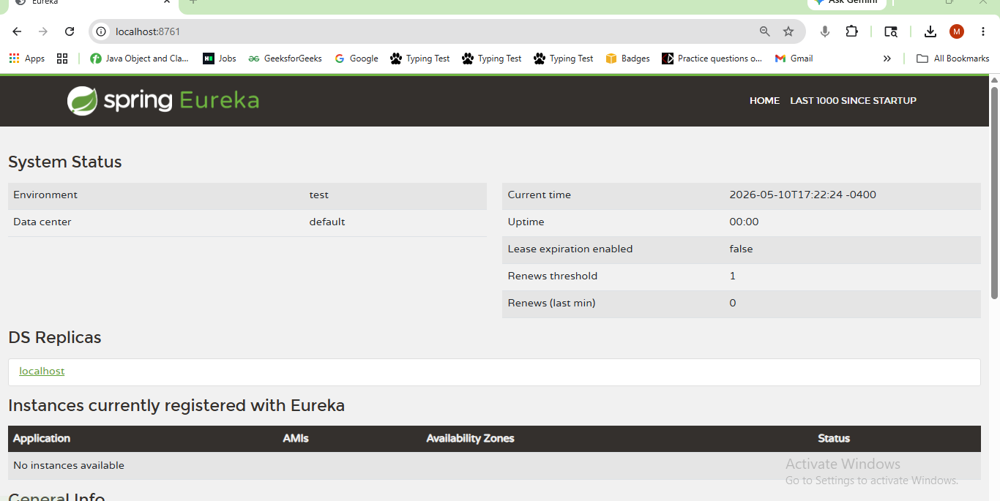 Eureka
Ask Gemini
localhost:8761
M
Apps
Java Object and Cla...
Jobs
GeeksforGeeks
Google
Typing Test
Typing Test
Typing Test
Badges
Practice questions o...
Gmail
All Bookmarks
spring Eureka
HOME LAST 1000 SINCE STARTUP
System Status
Environment test
Data center default
Current time 2026-05-10T17:22:24 -0400
Uptime 00:00
Lease expiration enabled false
Renews threshold 1
Renews (last min) 0
DS Replicas
localhost
Instances currently registered with Eureka
Application AMIs Availability Zones Status
No instances available
Activate Windows
Go to Settings to activate Windows.
General Info